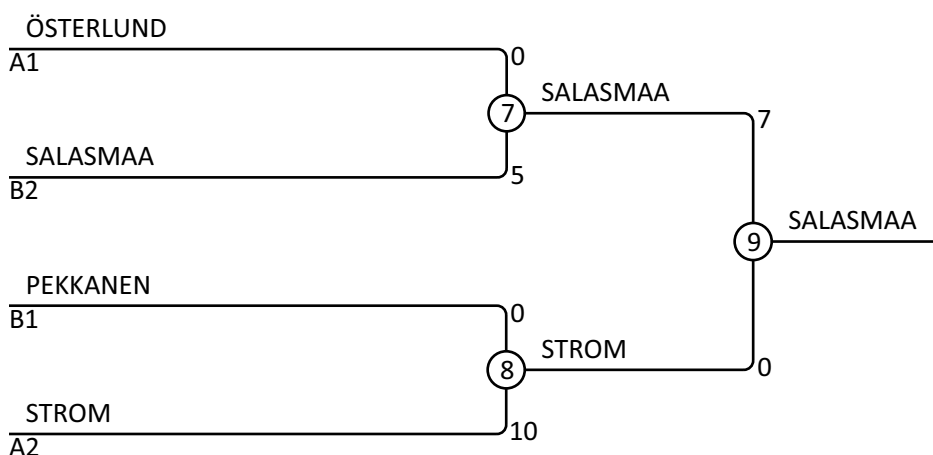 ÖSTERLUND
A1
0
7
SALASMAA
7
SALASMAA
B2
5
9
SALASMAA
PEKKANEN
B1
0
8
STROM
0
STROM
A2
10